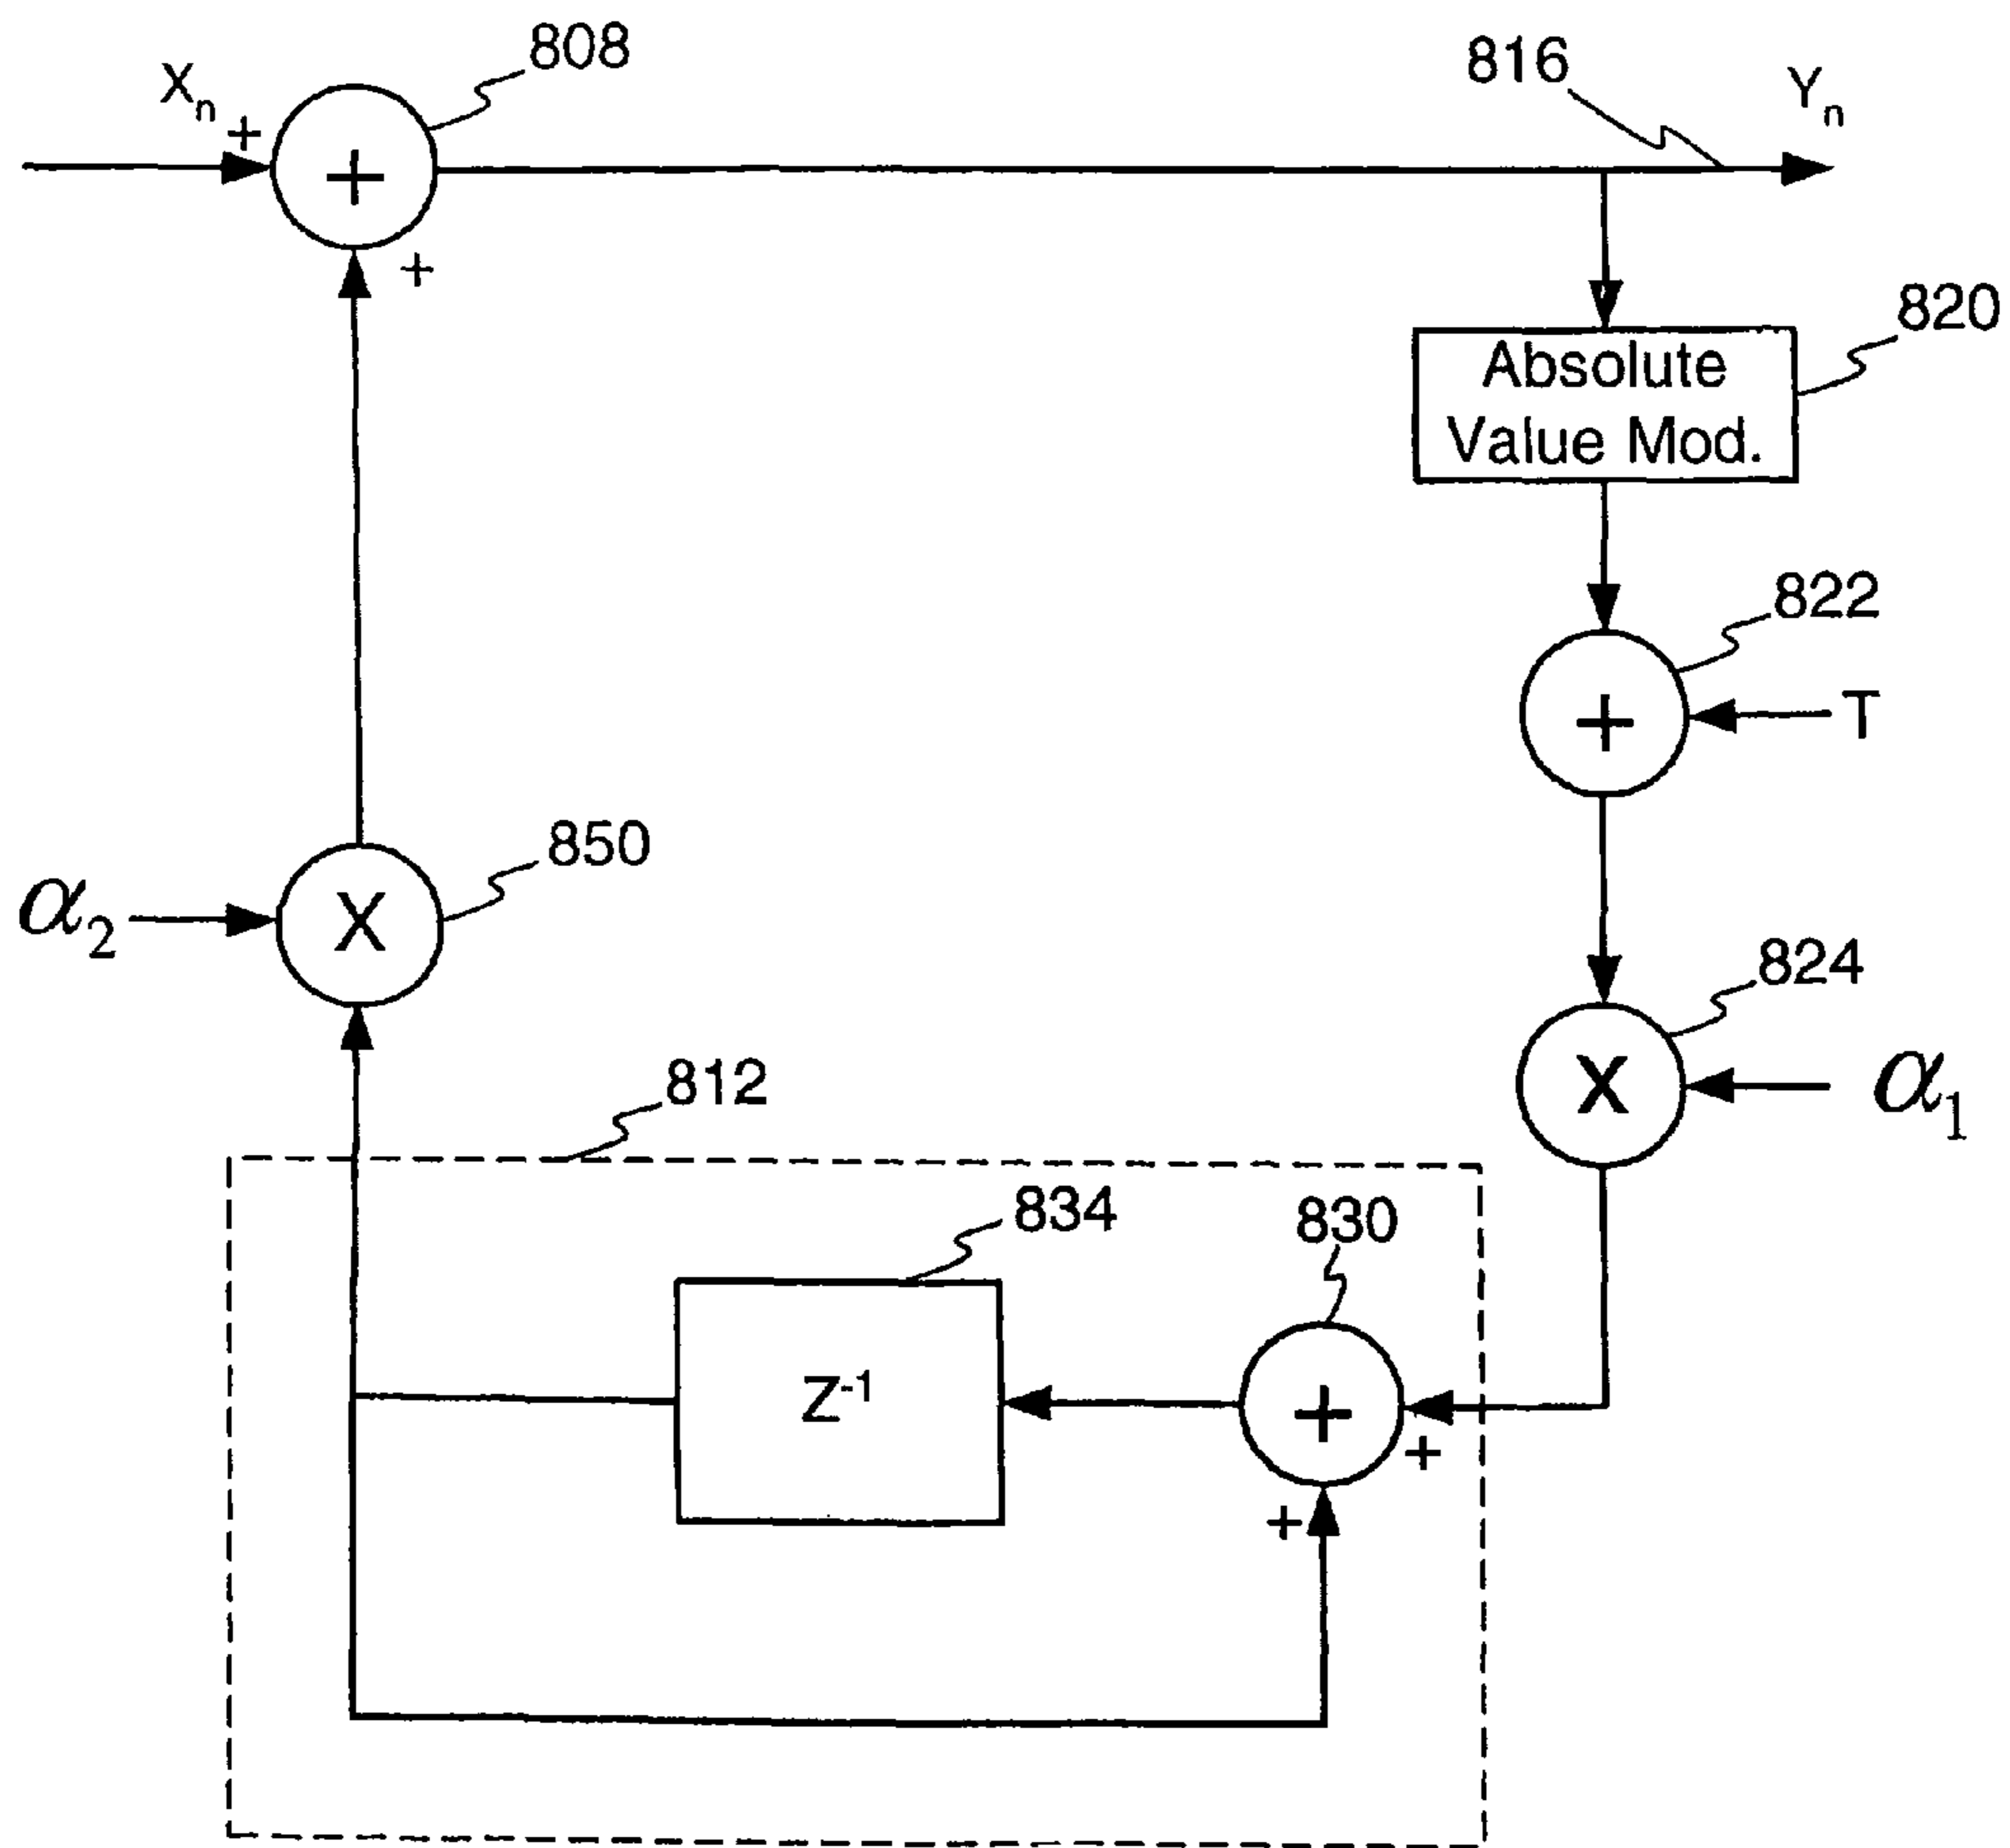 808
816
Xn
+
Yn
+
+
820
Absolute
Value Mod.
822
+
T
850
α2
X
824
X
α1
812
834
830
Z-1
+
+
+